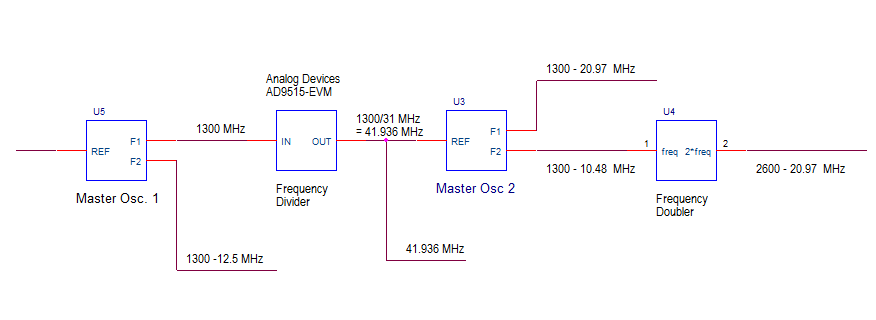 U5
REF
F1
F2
Master Osc. 1
1300 MHz
1300 -12.5 MHz
Analog Devices
AD9515-EVM
IN
OUT
Frequency
Divider
1300/31 MHz
= 41.936 MHz
41.936 MHz
U3
REF
F1
F2
Master Osc 2
1300 - 20.97 MHz
1300 - 10.48 MHz
U4
1
freq
2*freq
2
Frequency
Doubler
2600 - 20.97 MHz